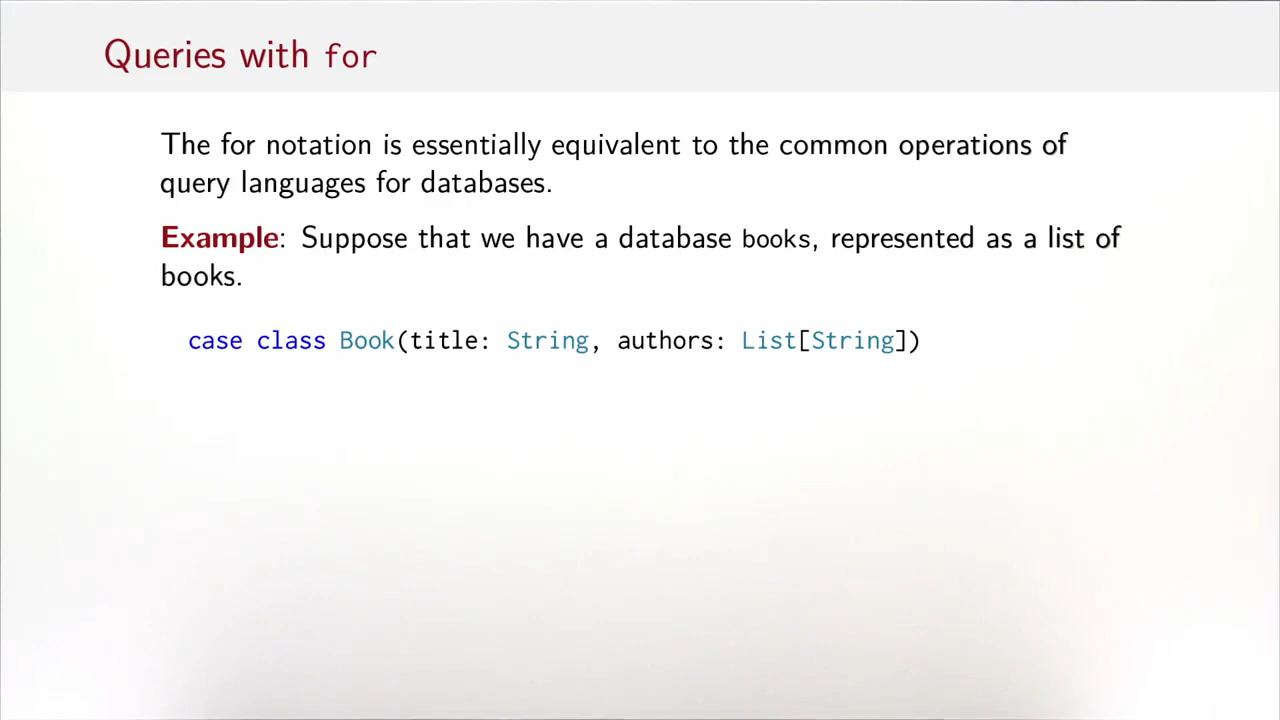 Queries with for
The for notation is essentially equivalent to the common operations of
query languages for databases.
Example: Suppose that we have a database books, represented as a list of
books.
case class Book(title: String, authors: List[String])